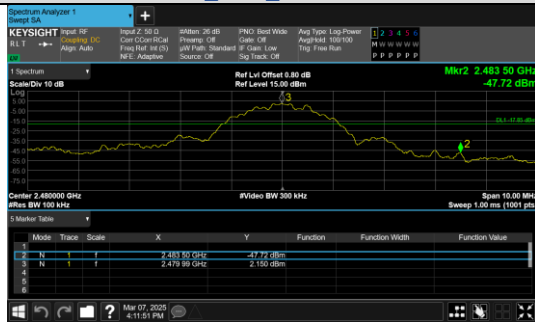 Spectrum Analyzer 1
Swept SA
+
KEYSIGHT Input: RF Input Z: 50 Ω #Atten: 26 dB PNO: Best Wide Avg Type: Log-Power 1 2 3 4 5 6
RLT Coupling: DC Corr CCorr RCal Preamp: Off Gate: Off Avg|Hold: 100/100 M W W W W W
Align: Auto Freq Ref: Int (S) µW Path: Standard IF Gain: Low Trig: Free Run
NFE: Adaptive Source: Off Sig Track: Off P P P P P P
1 Spectrum Ref Lvl Offset 0.80 dB Mkr2 2.483 50 GHz
Scale/Div 10 dB Ref Level 15.00 dBm -47.72 dBm
Log
3
5.00
-5.00
-15.0
DL1 -17.85 dBm
-25.0
-35.0
2
-45.0
-55.0
-65.0
-75.0
Center 2.480000 GHz #Video BW 300 kHz Span 10.00 MHz
#Res BW 100 kHz Sweep 1.00 ms (1001 pts)
5 Marker Table
Mode Trace Scale X Y Function Function Width Function Value
1
2 N 1 f 2.483 50 GHz -47.72 dBm
3 N 1 f 2.479 99 GHz 2.150 dBm
4
5
6
?
Mar 07, 2025
4:11:51 PM